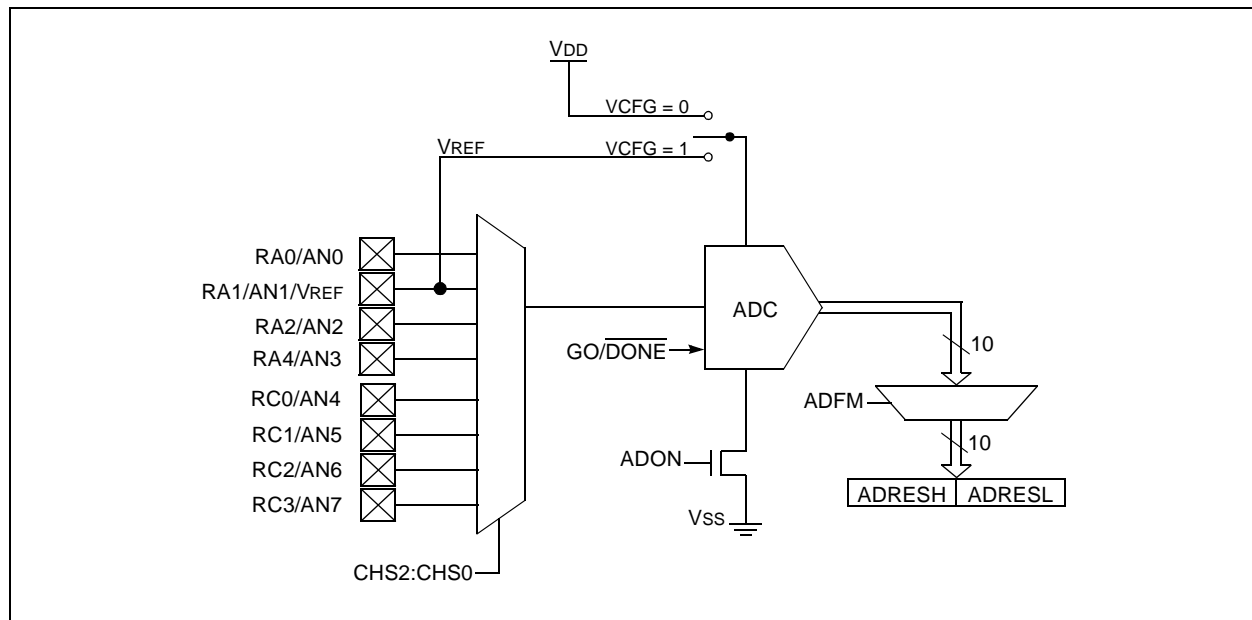 VDD
VCFG = 0
VREF
VCFG = 1
RA0/AN0
RA1/AN1/VREF
RA2/AN2
RA4/AN3
RC0/AN4
RC1/AN5
RC2/AN6
RC3/AN7
CHS2:CHS0
ADC
GO/DONE
ADON
VSS
10
ADFM
10
ADRESH ADRESL